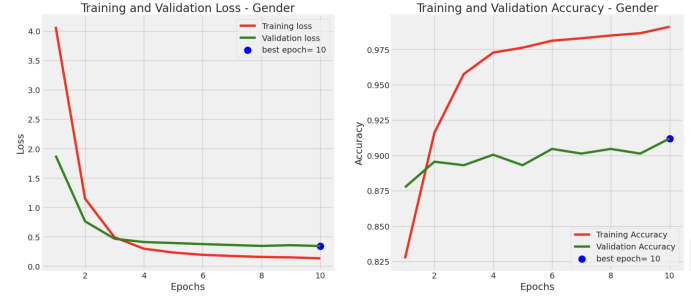 Training and Validation Loss - Gender
4.0
3.5
3.0
2.5
2.0
1.5
1.0
0.5
0.0
Loss
Training loss
Validation loss
best epoch= 10
2
4
6
8
10
Epochs
Training and Validation Accuracy - Gender
0.975
0.950
0.925
0.900
0.875
0.850
0.825
Accuracy
Training Accuracy
Validation Accuracy
best epoch= 10
2
4
6
8
10
Epochs